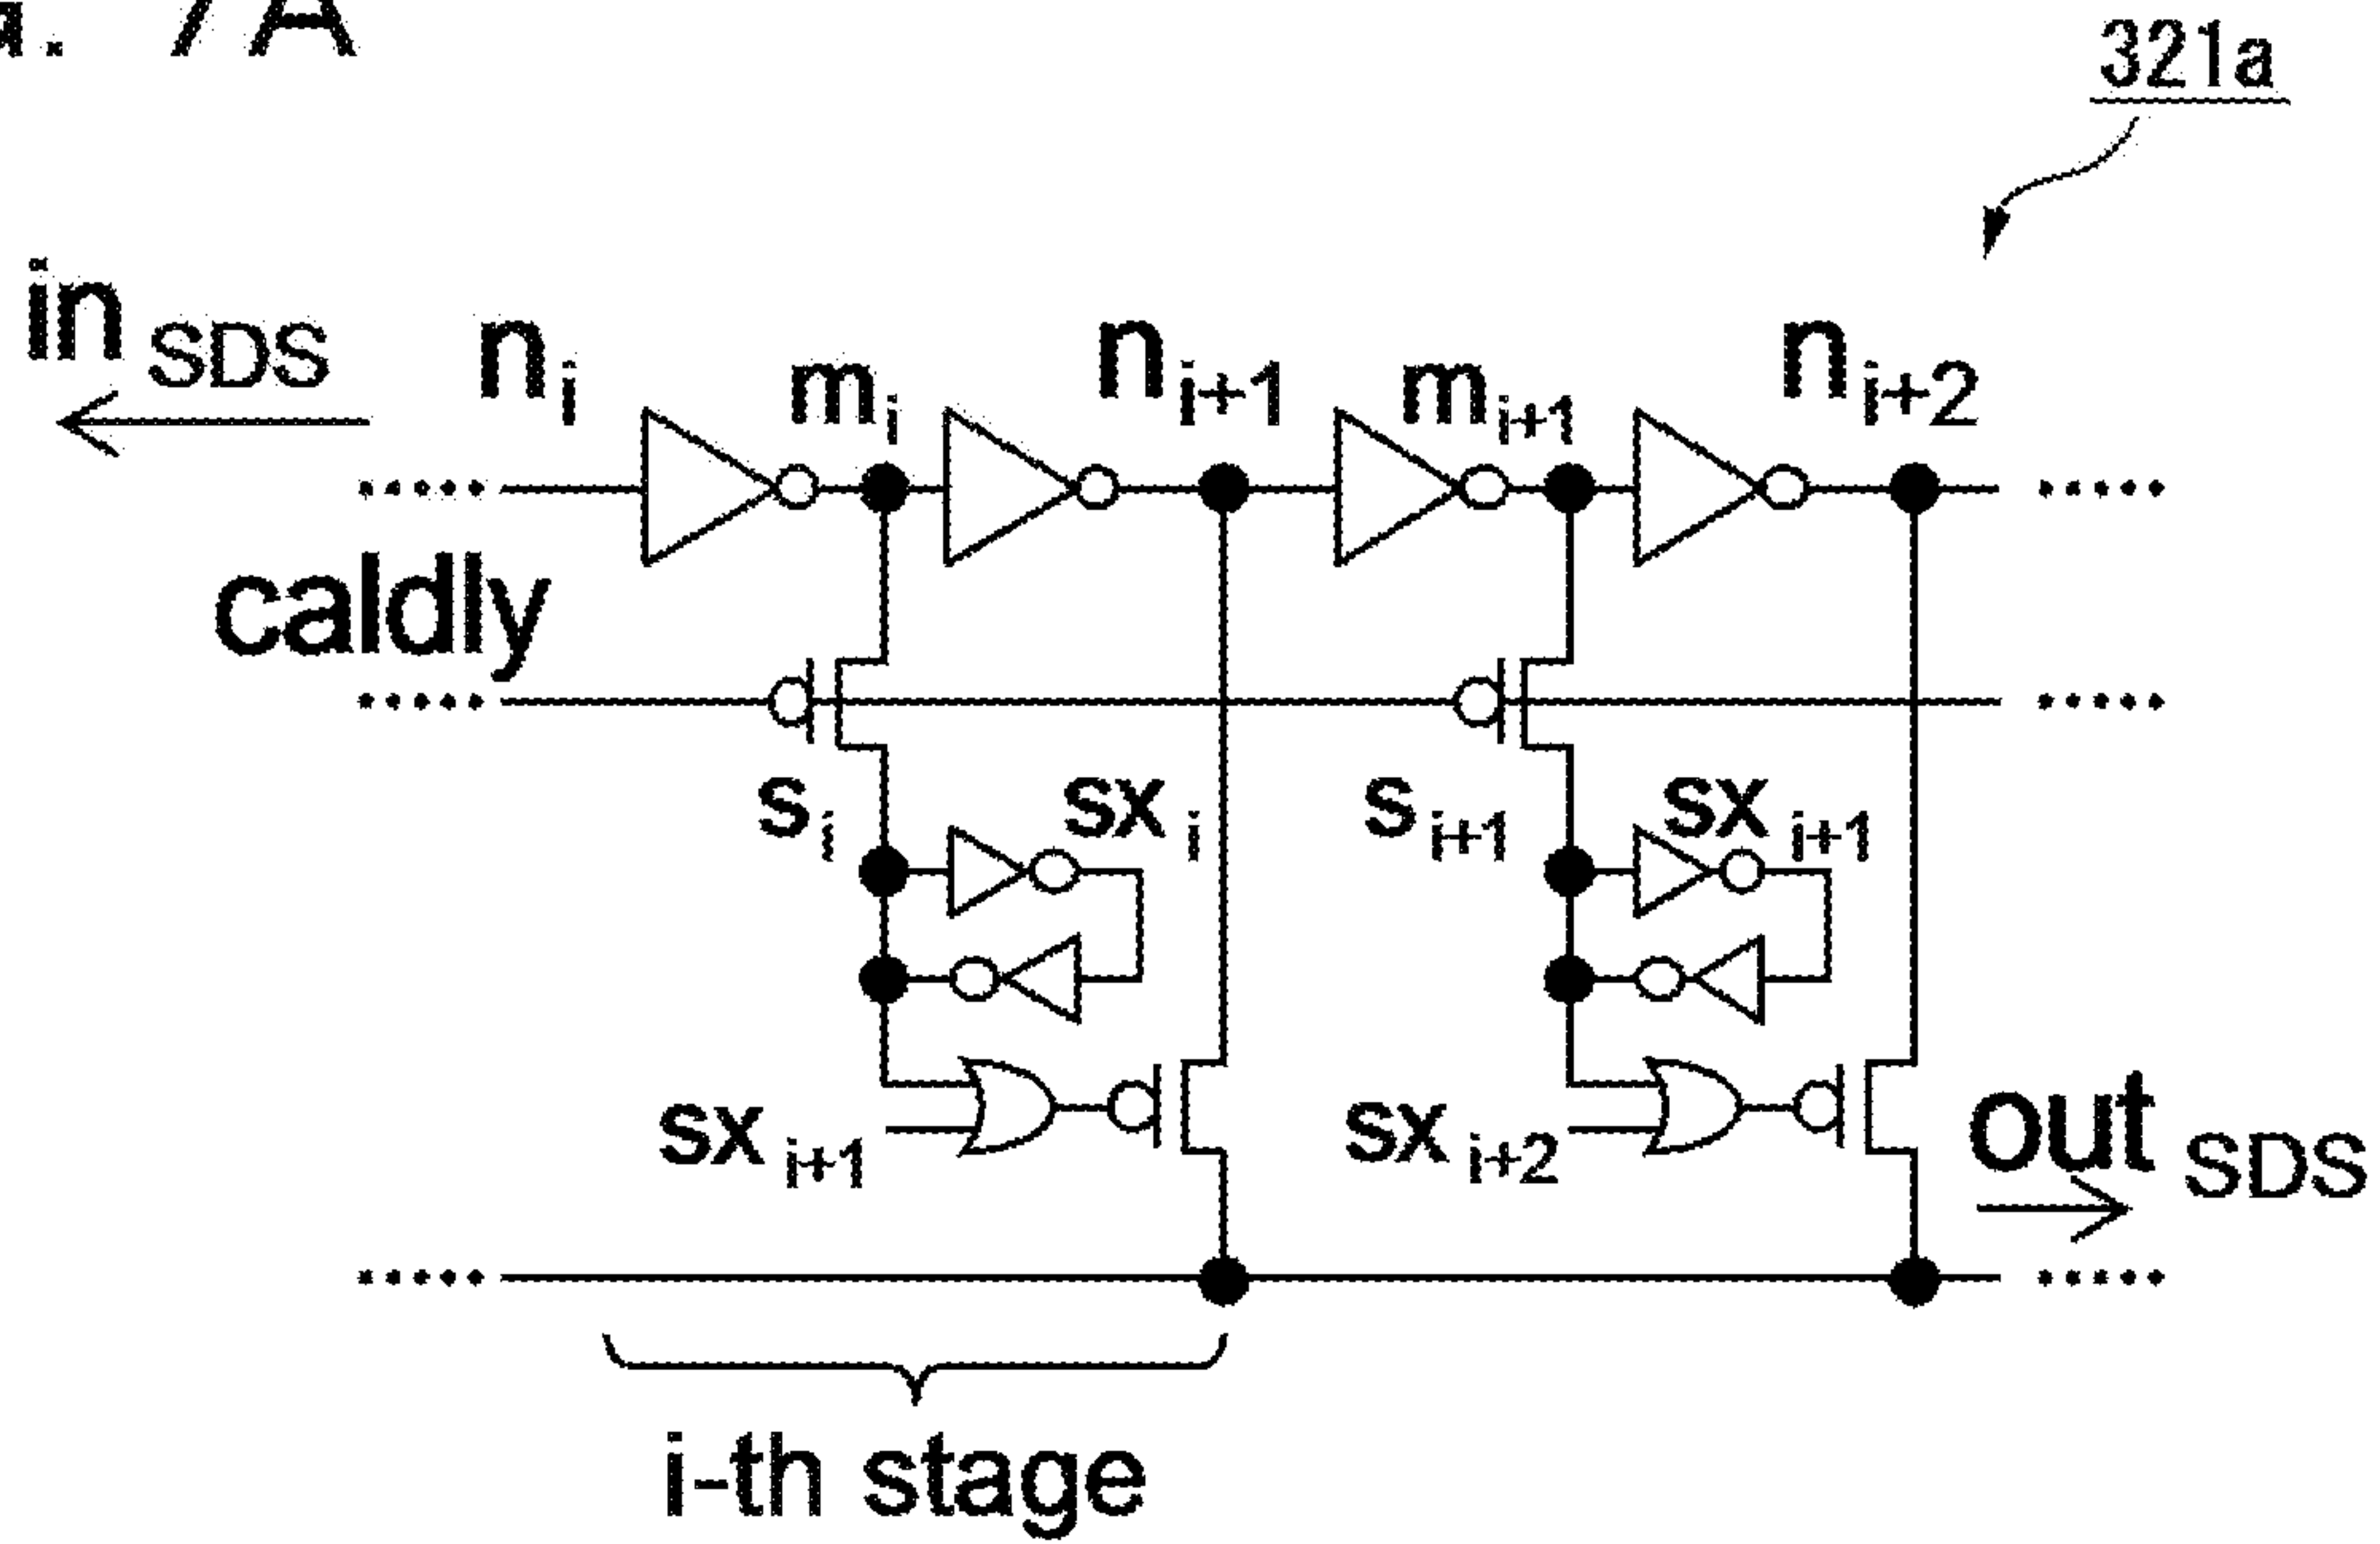 7A
321a
in SDS
n i
m i
n i+1
m i+1
n i+2
caldly
s i
sx i
s i+1
sx i+1
sx i+1
sx i+2
out SDS
i-th stage